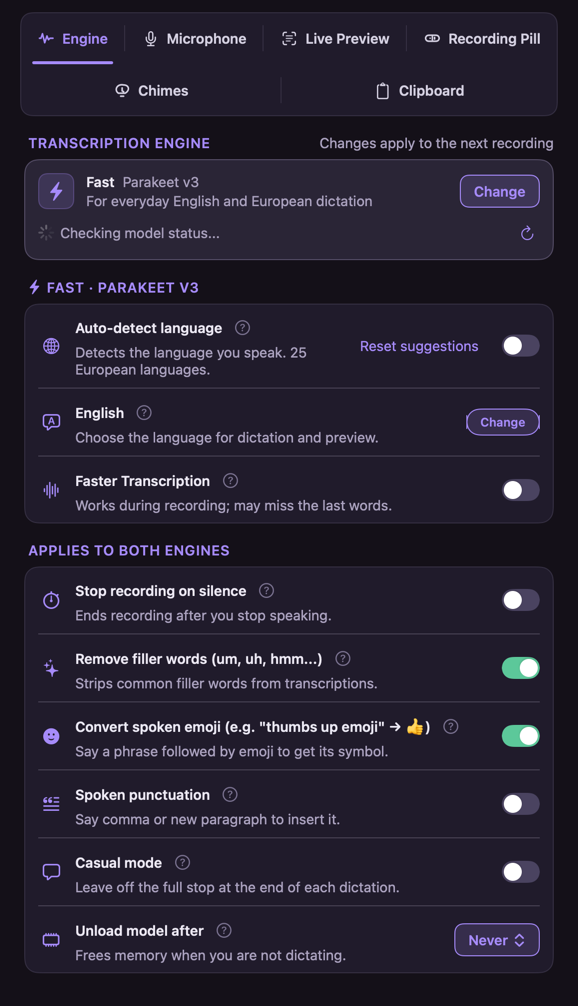 Engine
Microphone
Live Preview
Recording Pill
Chimes
Clipboard
TRANSCRIPTION ENGINE
Changes apply to the next recording
Fast Parakeet v3
For everyday English and European dictation
Change
Checking model status...
FAST · PARAKEET V3
Auto-detect language ?
Detects the language you speak. 25
European languages.
Reset suggestions
English ?
Choose the language for dictation and preview.
Change
Faster Transcription ?
Works during recording; may miss the last words.
APPLIES TO BOTH ENGINES
Stop recording on silence ?
Ends recording after you stop speaking.
Remove filler words (um, uh, hmm...) ?
Strips common filler words from transcriptions.
Convert spoken emoji (e.g. "thumbs up emoji" → 👍) ?
Say a phrase followed by emoji to get its symbol.
Spoken punctuation ?
Say comma or new paragraph to insert it.
Casual mode ?
Leave off the full stop at the end of each dictation.
Unload model after ?
Frees memory when you are not dictating.
Never